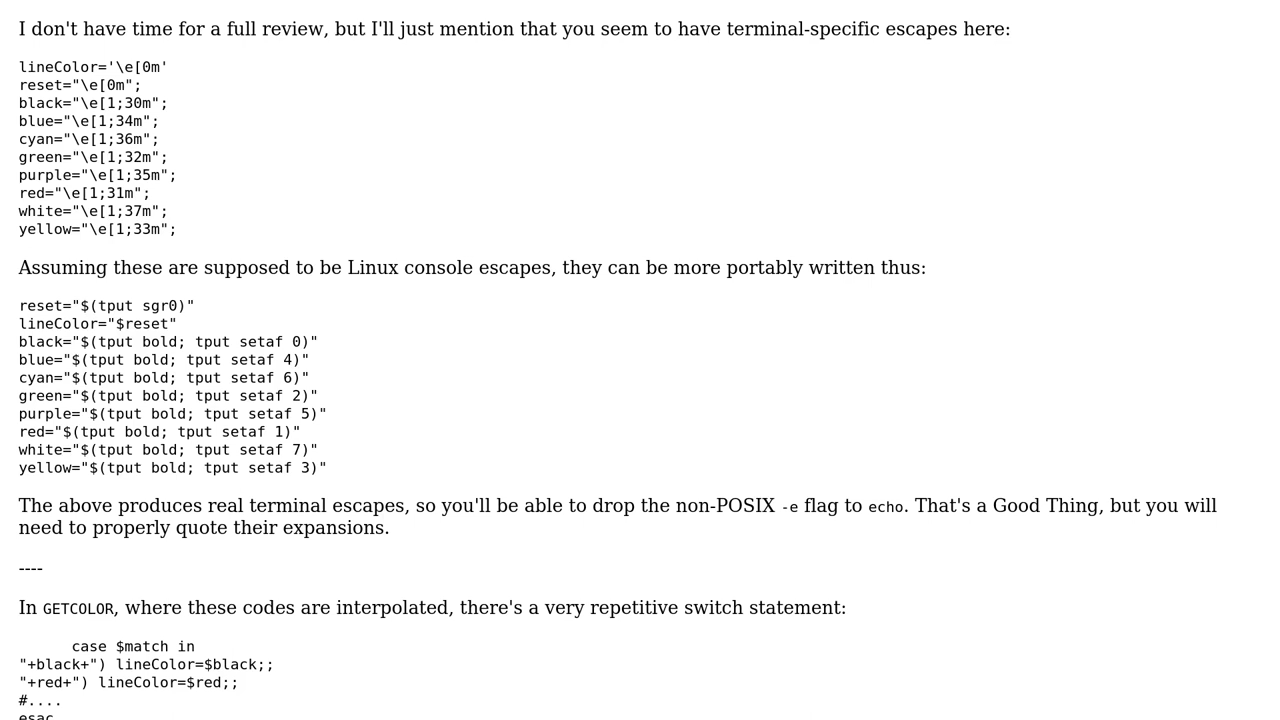 I don't have time for a full review, but I'll just mention that you seem to have terminal-specific escapes here:
lineColor='\e[0m'
reset="\e[0m";
black="\e[1;30m";
blue="\e[1;34m";
cyan="\e[1;36m";
green="\e[1;32m";
purple="\e[1;35m";
red="\e[1;31m";
white="\e[1;37m";
yellow="\e[1;33m";
Assuming these are supposed to be Linux console escapes, they can be more portably written thus:
reset="$(tput sgr0)"
lineColor="$reset"
black="$(tput bold; tput setaf 0)"
blue="$(tput bold; tput setaf 4)"
cyan="$(tput bold; tput setaf 6)"
green="$(tput bold; tput setaf 2)"
purple="$(tput bold; tput setaf 5)"
red="$(tput bold; tput setaf 1)"
white="$(tput bold; tput setaf 7)"
yellow="$(tput bold; tput setaf 3)"
The above produces real terminal escapes, so you'll be able to drop the non-POSIX -e flag to echo. That's a Good Thing, but you will
need to properly quote their expansions.
----
In GETCOLOR, where these codes are interpolated, there's a very repetitive switch statement:
      case $match in
"+black+") lineColor=$black;;
"+red+") lineColor=$red;;
#....
esac